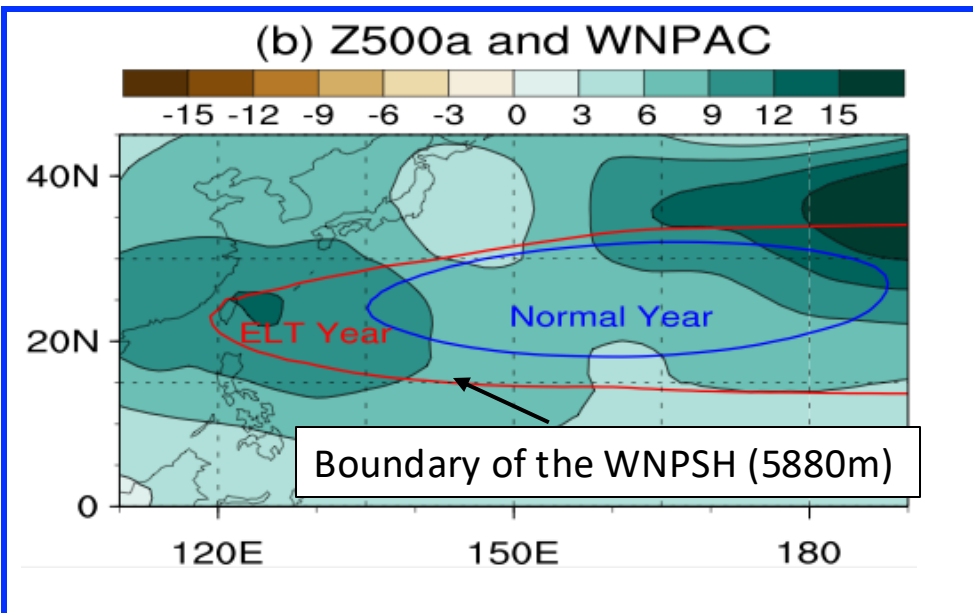 (b) Z500a and WNPAC
-15 -12 -9 -6 -3 0 3 6 9 12 15
40N
Normal Year
ELT Year
20N
Boundary of the WNPSH (5880m)
0
120E 150E 180